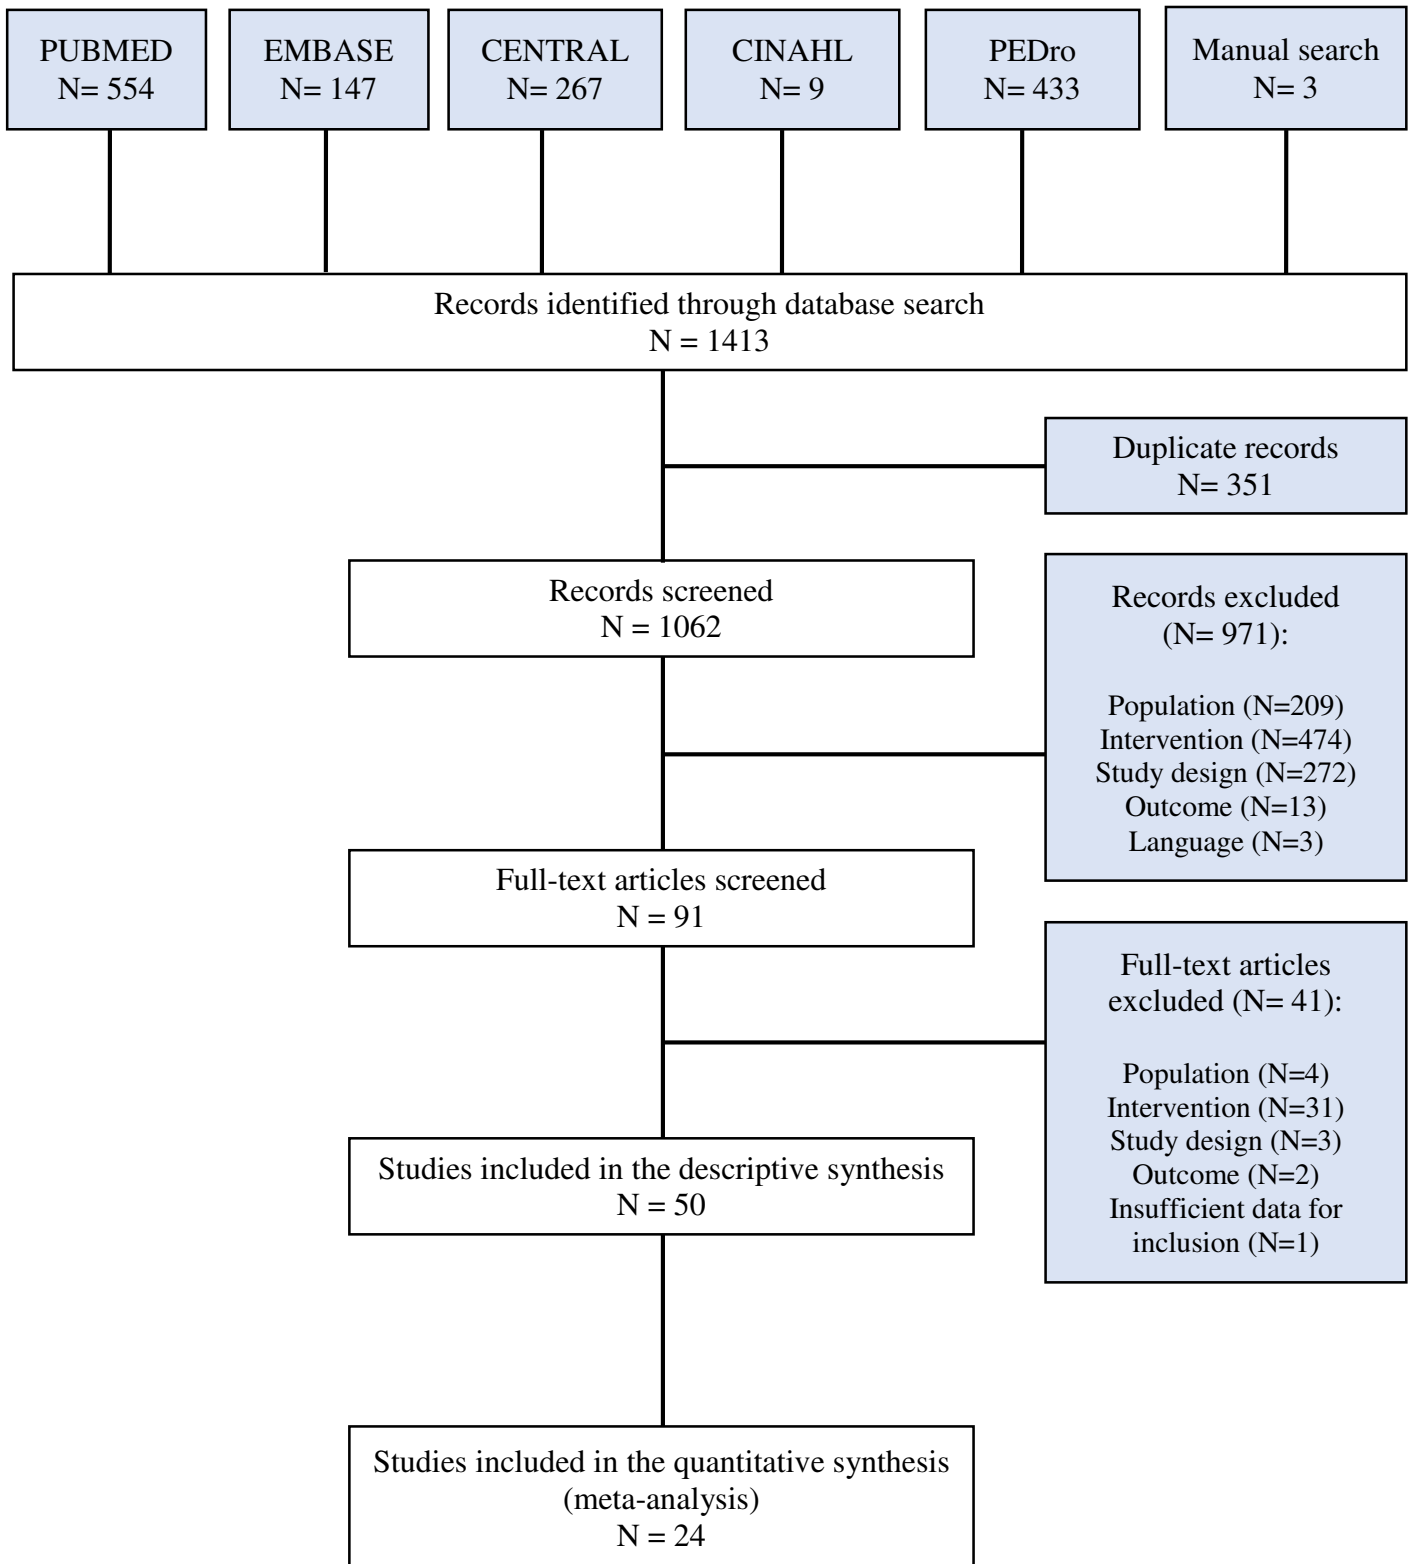 PUBMED
N= 554
EMBASE
N= 147
CENTRAL
N= 267
CINAHL
N= 9
PEDro
N= 433
Manual search
N= 3
Records identified through database search
N = 1413
Duplicate records
N= 351
Records screened
N = 1062
Records excluded
(N= 971):
Population (N=209)
Intervention (N=474)
Study design (N=272)
Outcome (N=13)
Language (N=3)
Full-text articles screened
N = 91
Full-text articles
excluded (N= 41):
Population (N=4)
Intervention (N=31)
Study design (N=3)
Outcome (N=2)
Insufficient data for
inclusion (N=1)
Studies included in the descriptive synthesis
N = 50
Studies included in the quantitative synthesis
(meta-analysis)
N = 24